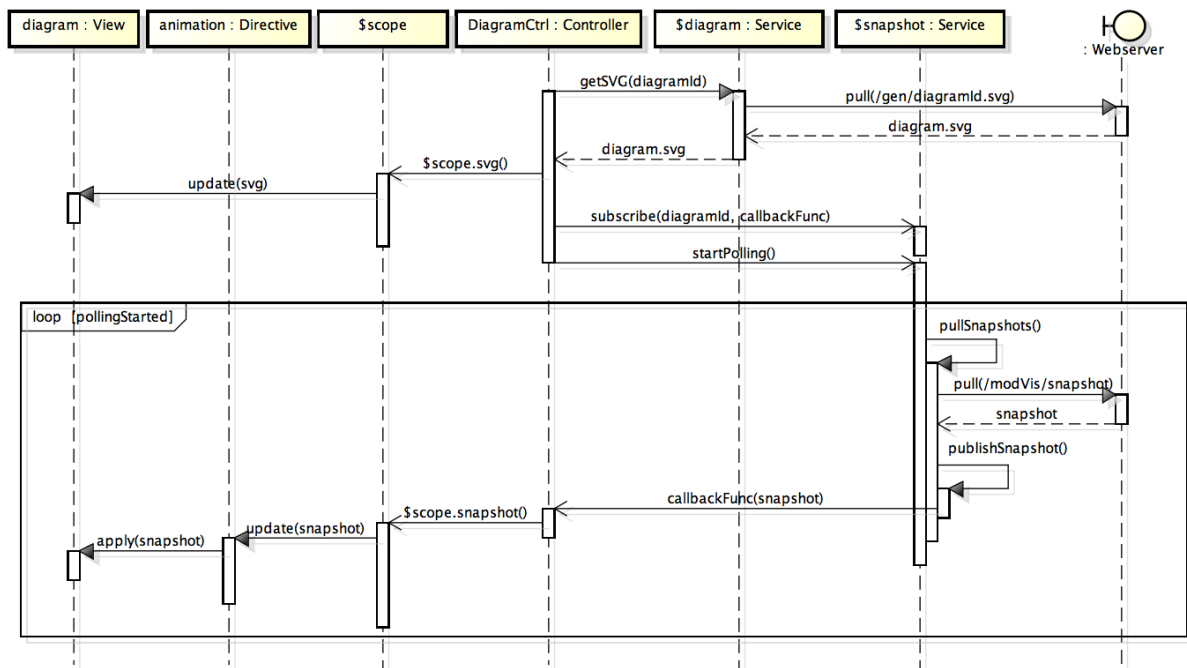 diagram : View
animation : Directive
$scope
DiagramCtrl : Controller
$diagram : Service
$snapshot : Service
: Webserver
getSVG(diagramId)
pull(/gen/diagramId.svg)
diagram.svg
diagram.svg
$scope.svg()
update(svg)
subscribe(diagramId, callbackFunc)
startPolling()
loop [pollingStarted]
pullSnapshots()
pull(/modVis/snapshot)
snapshot
publishSnapshot()
callbackFunc(snapshot)
$scope.snapshot()
update(snapshot)
apply(snapshot)